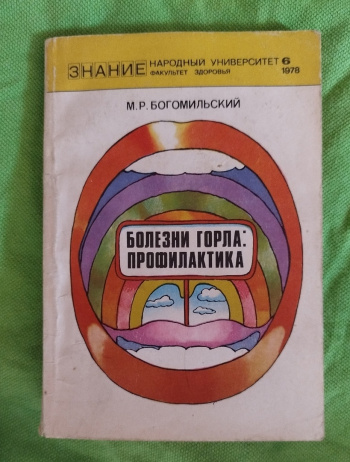 ЗНАНИЕ НАРОДНЫЙ УНИВЕРСИТЕТ 6
ФАКУЛЬТЕТ ЗДОРОВЬЯ 1978
М.Р.БОГОМИЛЬСКИЙ
БОЛЕЗНИ ГОРЛА:
ПРОФИЛАКТИКА